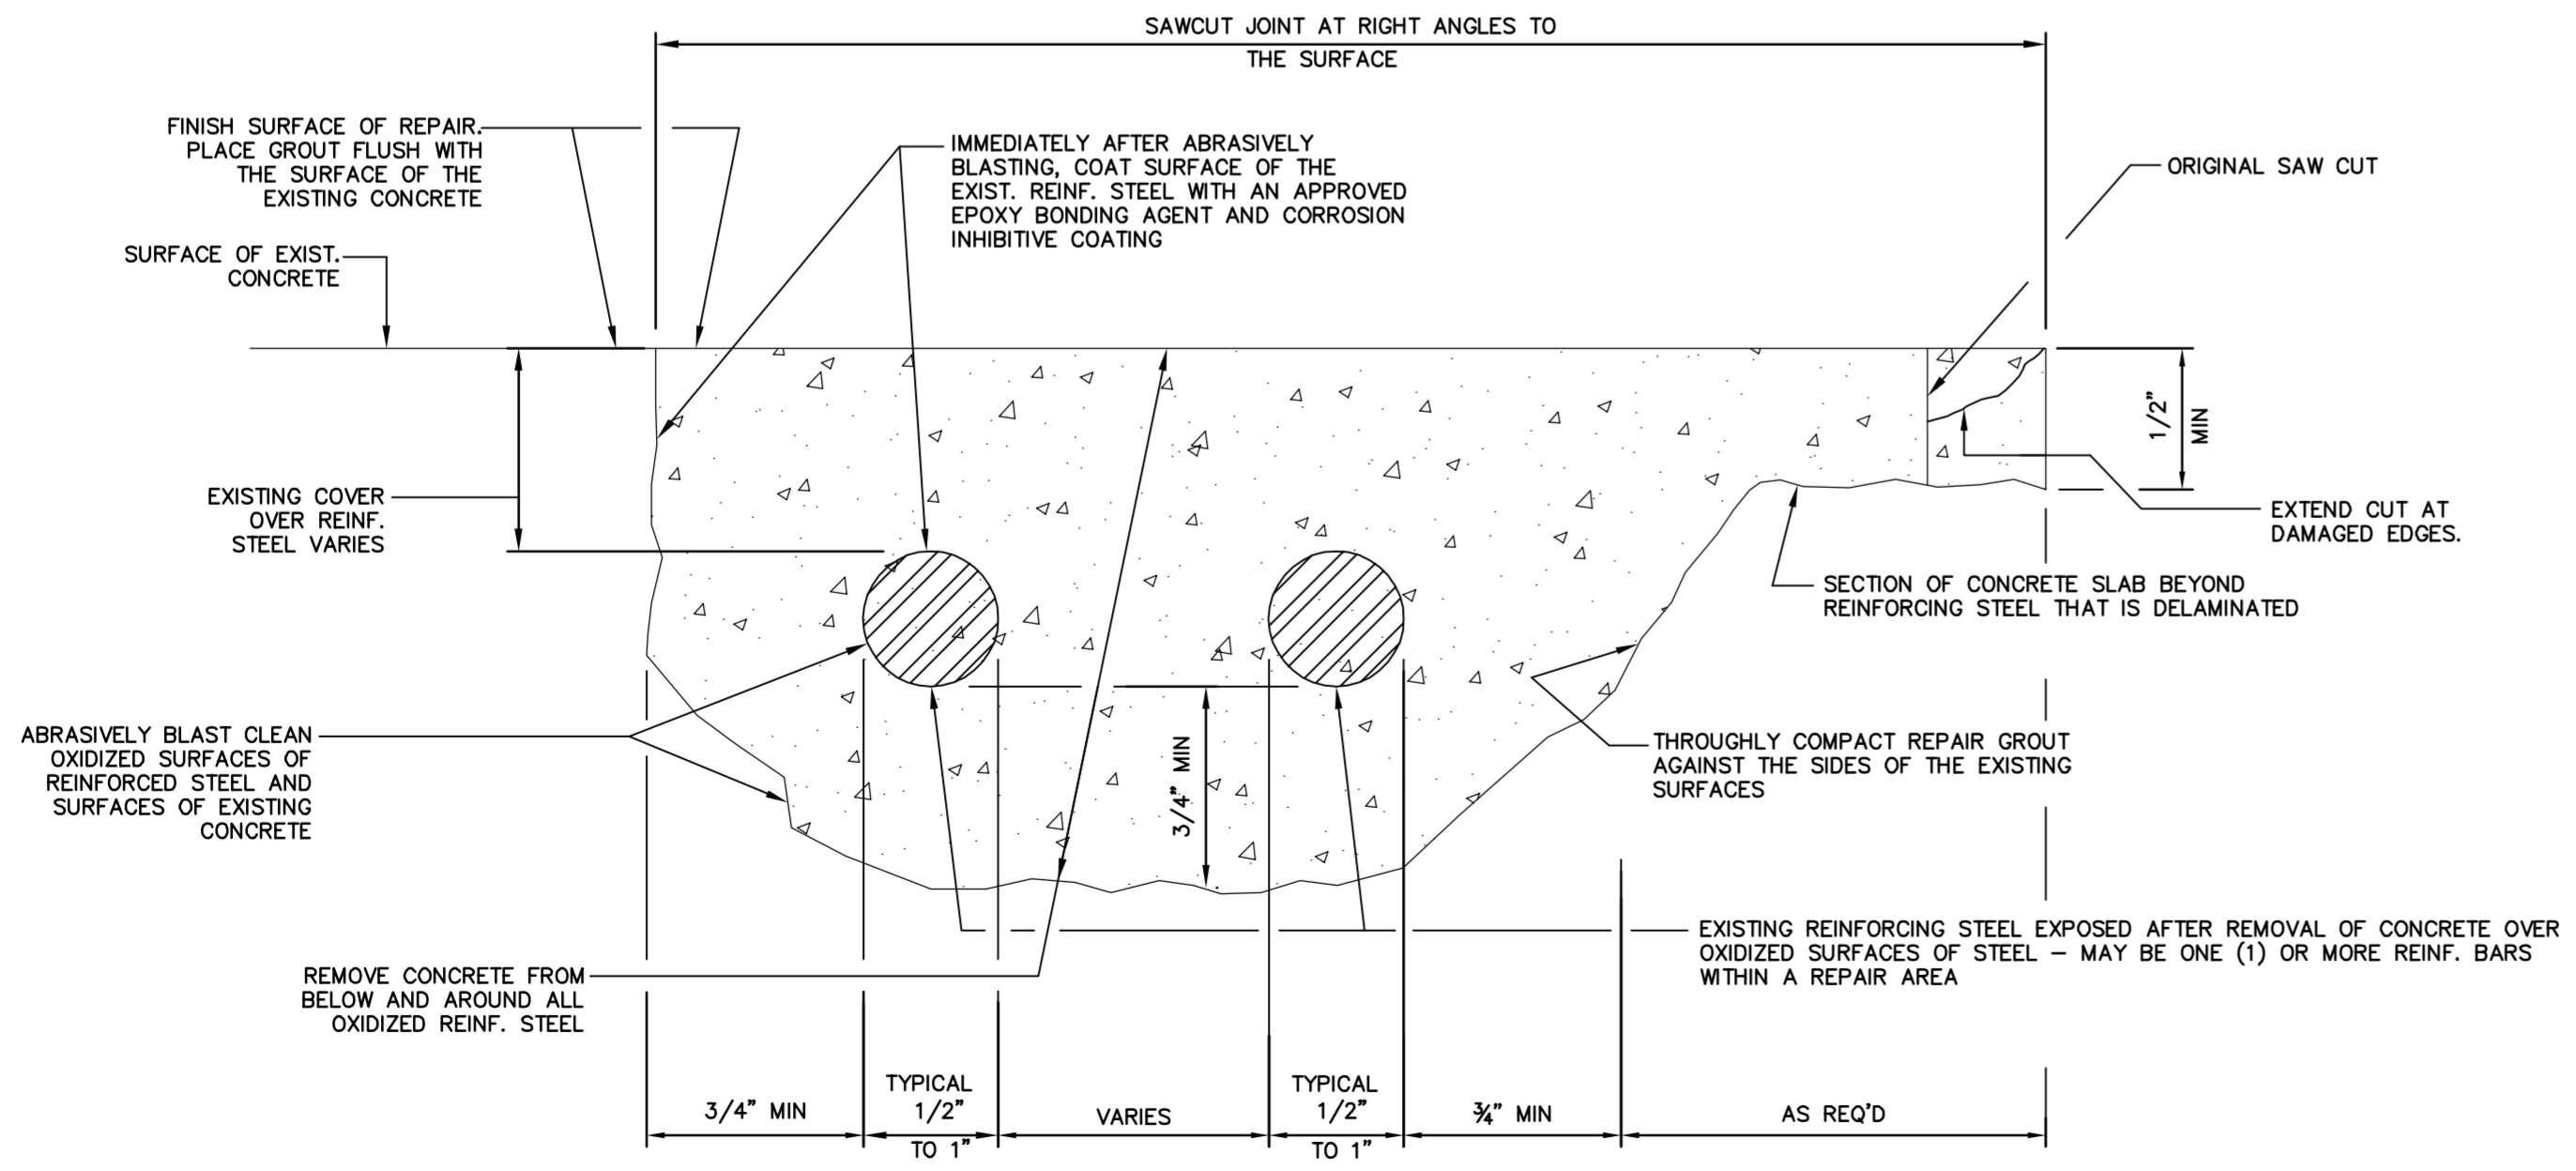 SAWCUT JOINT AT RIGHT ANGLES TO
THE SURFACE
FINISH SURFACE OF REPAIR.
PLACE GROUT FLUSH WITH
THE SURFACE OF THE
EXISTING CONCRETE
IMMEDIATELY AFTER ABRASIVELY
BLASTING, COAT SURFACE OF THE
EXIST. REINF. STEEL WITH AN APPROVED
EPOXY BONDING AGENT AND CORROSION
INHIBITIVE COATING
ORIGINAL SAW CUT
SURFACE OF EXIST.
CONCRETE
1/2"
MIN
EXISTING COVER
OVER REINF.
STEEL VARIES
EXTEND CUT AT
DAMAGED EDGES.
SECTION OF CONCRETE SLAB BEYOND
REINFORCING STEEL THAT IS DELAMINATED
ABRASIVELY BLAST CLEAN
OXIDIZED SURFACES OF
REINFORCED STEEL AND
SURFACES OF EXISTING
CONCRETE
3/4" MIN
THROUGHLY COMPACT REPAIR GROUT
AGAINST THE SIDES OF THE EXISTING
SURFACES
EXISTING REINFORCING STEEL EXPOSED AFTER REMOVAL OF CONCRETE OVER
OXIDIZED SURFACES OF STEEL – MAY BE ONE (1) OR MORE REINF. BARS
WITHIN A REPAIR AREA
REMOVE CONCRETE FROM
BELOW AND AROUND ALL
OXIDIZED REINF. STEEL
3/4" MIN
TYPICAL
1/2"
TO 1"
VARIES
TYPICAL
1/2"
TO 1"
¾" MIN
AS REQ'D